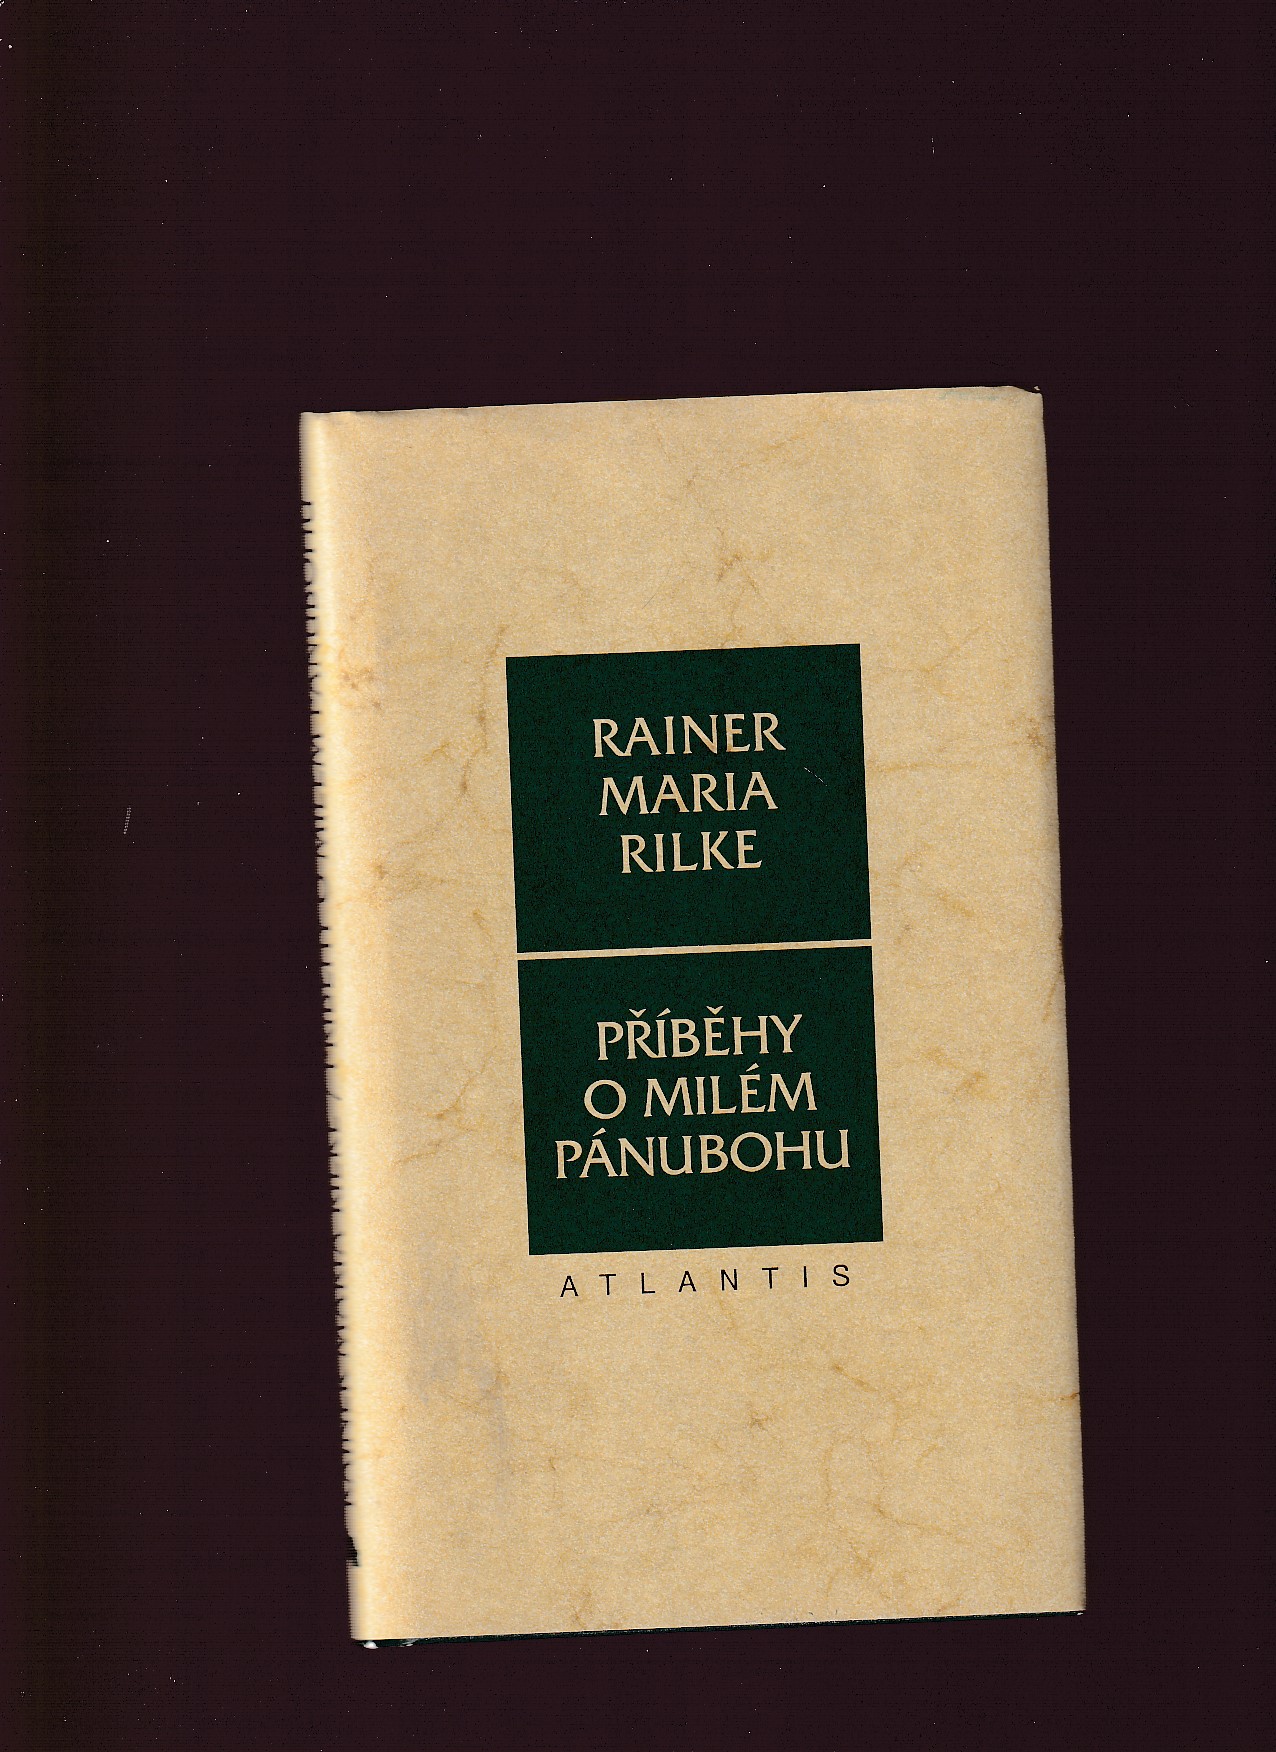 RAINER
MARIA
RILKE
PŘÍBĚHY
O MILÉM
PÁNUBOHU
ATLANTIS